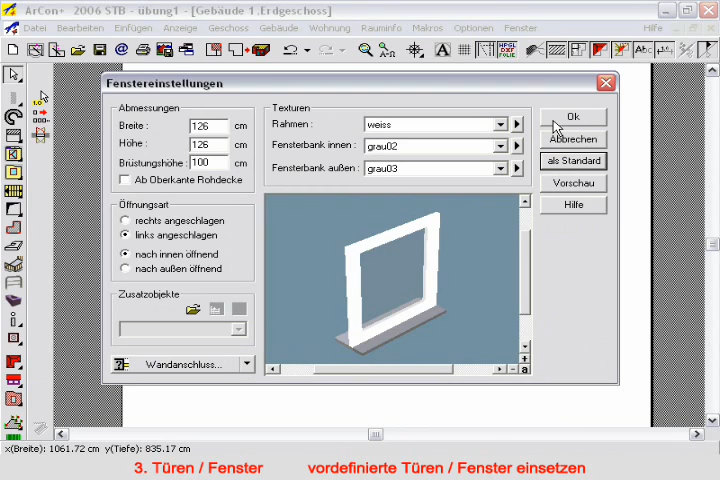 ArCon+ 2006 STB - übung1 - [Gebäude 1.Erdgeschoss]
Datei Bearbeiten Einfügen Anzeige Geschoss Gebäude Wohnung Rauminfo Makros Optionen Fenster Hilfe
Fenstereinstellungen
Abmessungen
Breite : 126 cm
Höhe : 126 cm
Brüstungshöhe : 100 cm
Ab Oberkante Rohdecke
Öffnungsart
rechts angeschlagen
links angeschlagen
nach innen öffnend
nach außen öffnend
Zusatzobjekte
Wandanschluss...
Texturen
Rahmen : weiss
Fensterbank innen : grau02
Fensterbank außen : grau03
Ok
Abbrechen
als Standard
Vorschau
Hilfe
x(Breite): 1061.72 cm y(Tiefe): 835.17 cm
3. Türen / Fenster vordefinierte Türen / Fenster einsetzen